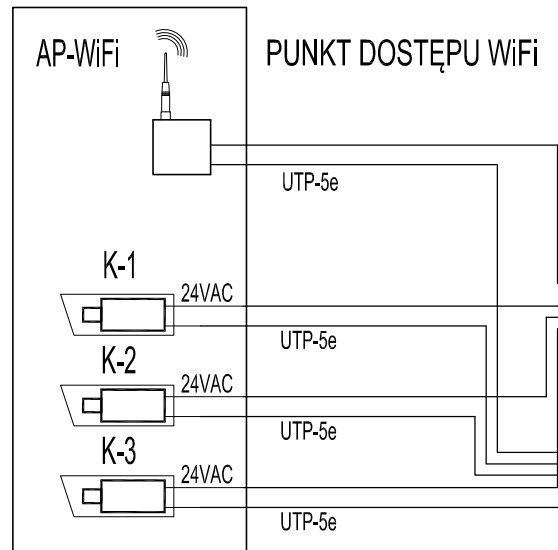 AP-WiFi PUNKT DOSTĘPU WiFi
UTP-5e
K-1
24VAC
UTP-5e
K-2
24VAC
UTP-5e
K-3
24VAC
UTP-5e